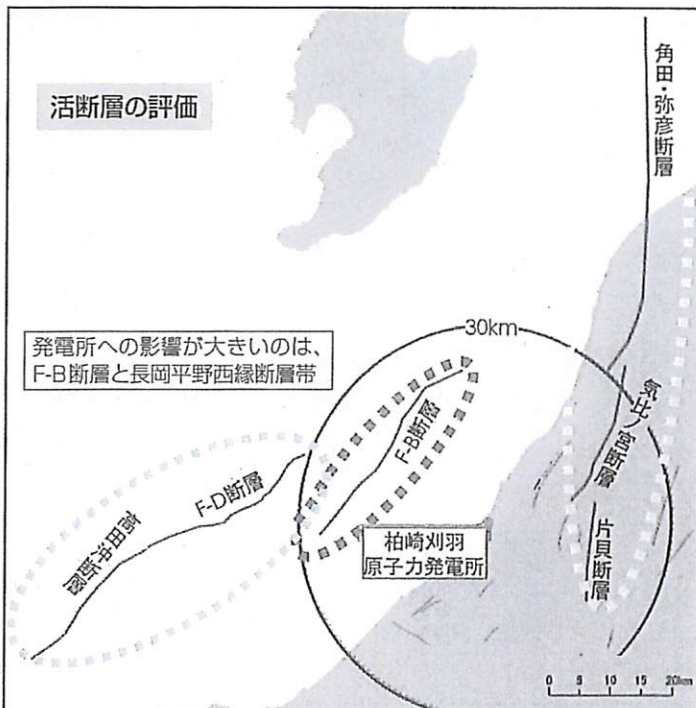 活断層の評価
角田・弥彦断層
発電所への影響が大きいのは、
F-B断層と長岡平野西縁断層帯
30km
F-B断層
気比ノ宮断層
F-D断層
高田沖断層
柏崎刈羽
原子力発電所
片貝断層
0 5 10 15 20km